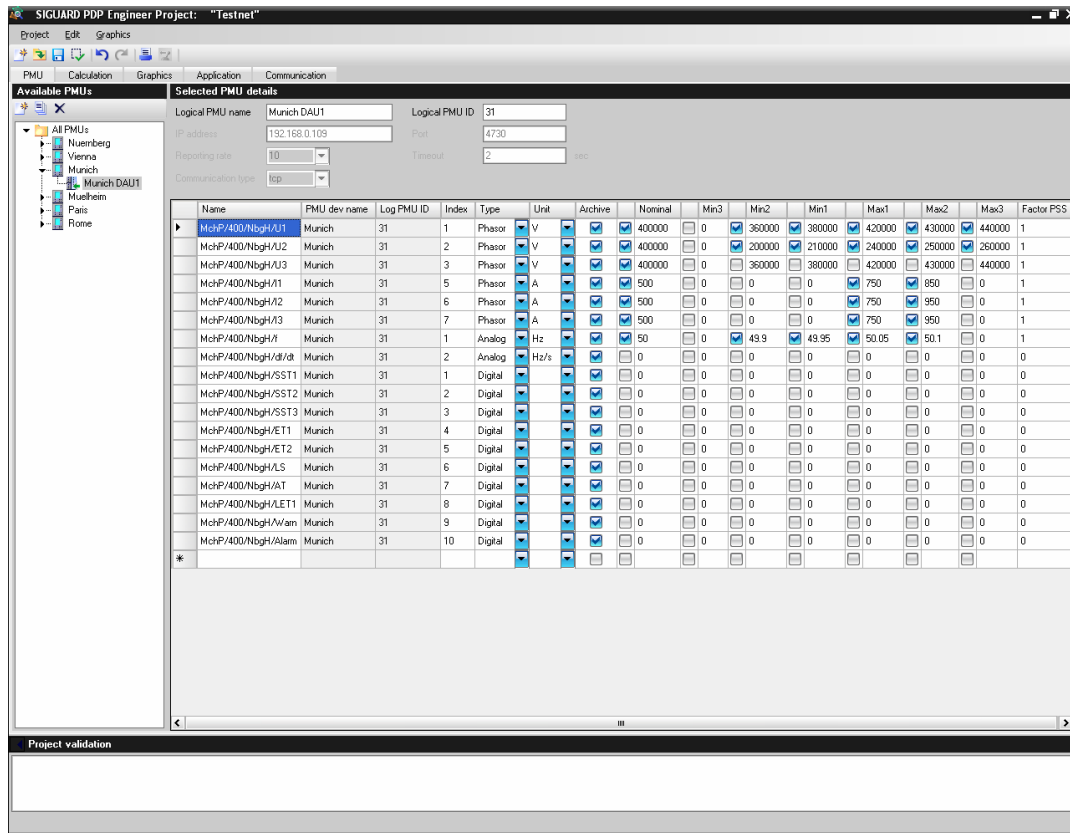 SIGUARD PDP Engineer Project: "Testnet"
Project Edit Graphics
PMU Calculation Graphics Application Communication
Available PMUs
All PMUs
Nuernberg
Vienna
Munich
Munich DAU1
Muelheim
Paris
Rome
Selected PMU details
Logical PMU name Munich DAU1 Logical PMU ID 31
IP address 192.168.0.109 Port 4730
Reporting rate 10 Timeout 2 sec
Communication type tcp
Name PMU dev name Log PMU ID Index Type Unit Archive Nominal Min3 Min2 Min1 Max1 Max2 Max3 Factor PSS
MchP/400/NbgH/U1 Munich 31 1 Phasor V 400000 0 360000 380000 420000 430000 440000 1
MchP/400/NbgH/U2 Munich 31 2 Phasor V 400000 0 200000 210000 240000 250000 260000 1
MchP/400/NbgH/U3 Munich 31 3 Phasor V 400000 0 360000 380000 420000 430000 440000 1
MchP/400/NbgH/I1 Munich 31 5 Phasor A 500 0 0 0 750 850 0 1
MchP/400/NbgH/I2 Munich 31 6 Phasor A 500 0 0 0 750 950 0 1
MchP/400/NbgH/I3 Munich 31 7 Phasor A 500 0 0 0 750 950 0 1
MchP/400/NbgH/f Munich 31 1 Analog Hz 50 0 49.9 49.95 50.05 50.1 0 1
MchP/400/NbgH/df/dt Munich 31 2 Analog Hz/s 0 0 0 0 0 0 0 0
MchP/400/NbgH/SST1 Munich 31 1 Digital 0 0 0 0 0 0 0 0
MchP/400/NbgH/SST2 Munich 31 2 Digital 0 0 0 0 0 0 0 0
MchP/400/NbgH/SST3 Munich 31 3 Digital 0 0 0 0 0 0 0 0
MchP/400/NbgH/ET1 Munich 31 4 Digital 0 0 0 0 0 0 0 0
MchP/400/NbgH/ET2 Munich 31 5 Digital 0 0 0 0 0 0 0 0
MchP/400/NbgH/LS Munich 31 6 Digital 0 0 0 0 0 0 0 0
MchP/400/NbgH/AT Munich 31 7 Digital 0 0 0 0 0 0 0 0
MchP/400/NbgH/LET1 Munich 31 8 Digital 0 0 0 0 0 0 0 0
MchP/400/NbgH/Warn Munich 31 9 Digital 0 0 0 0 0 0 0 0
MchP/400/NbgH/Alarm Munich 31 10 Digital 0 0 0 0 0 0 0 0
Project validation